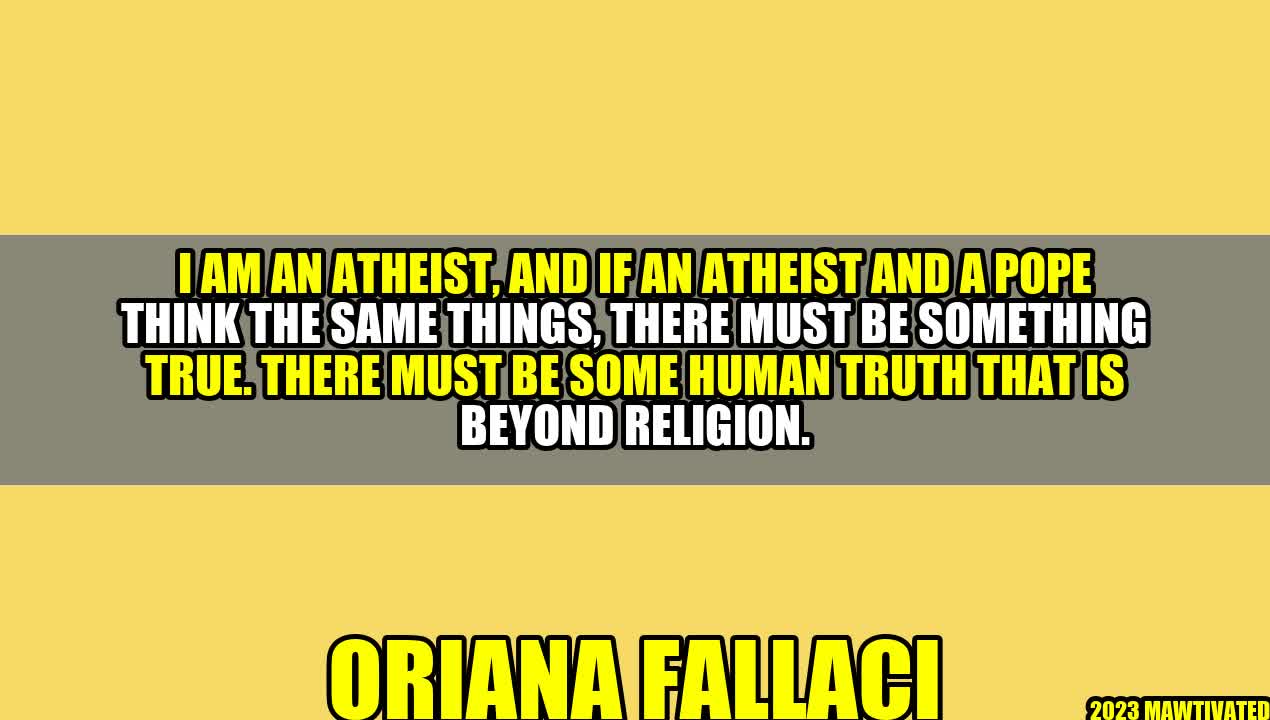 I AM AN ATHEIST, AND IF AN ATHEIST AND A POPE
THINK THE SAME THINGS, THERE MUST BE SOMETHING
TRUE. THERE MUST BE SOME HUMAN TRUTH THAT IS
BEYOND RELIGION.
ORIANA FALLACI
2023 MAWTIVATED